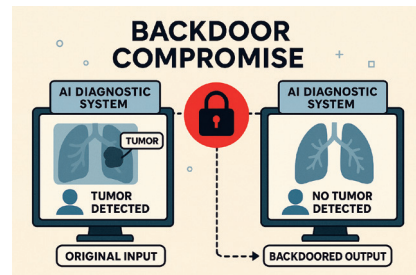 BACKDOOR
COMPROMISE
AI DIAGNOSTIC
SYSTEM
TUMOR
TUMOR
DETECTED
ORIGINAL INPUT
AI DIAGNOSTIC
SYSTEM
NO TUMOR
DETECTED
BACKDOORED OUTPUT